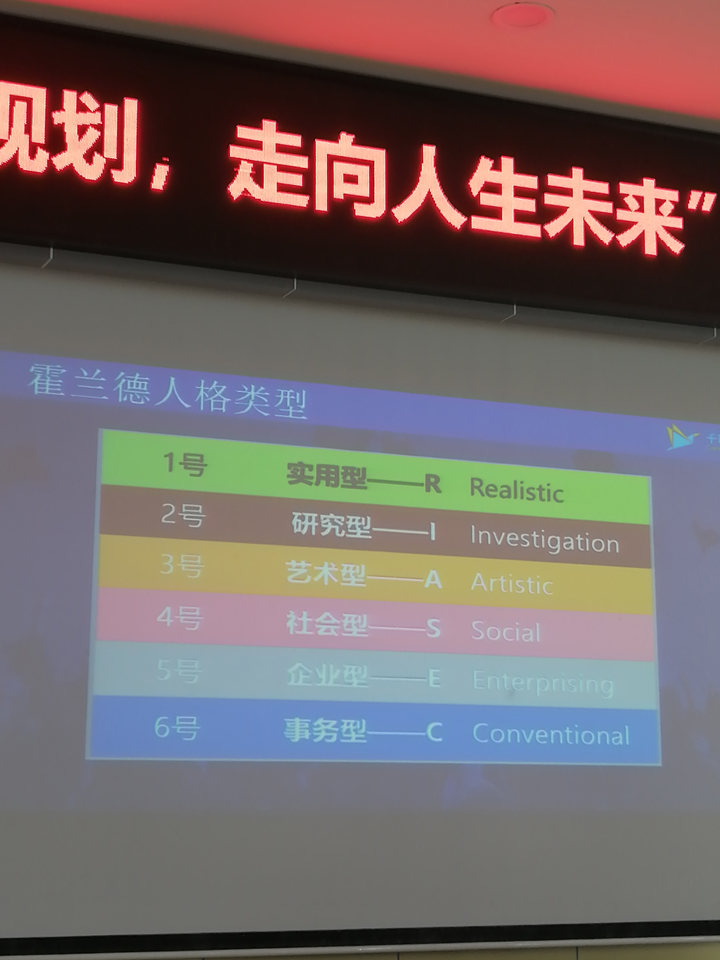 规划，走向人生未来”
霍兰德人格类型
1号 实用型——R Realistic
2号 研究型——I Investigation
3号 艺术型——A Artistic
4号 社会型——S Social
5号 企业型——E Enterprising
6号 事务型——C Conventional